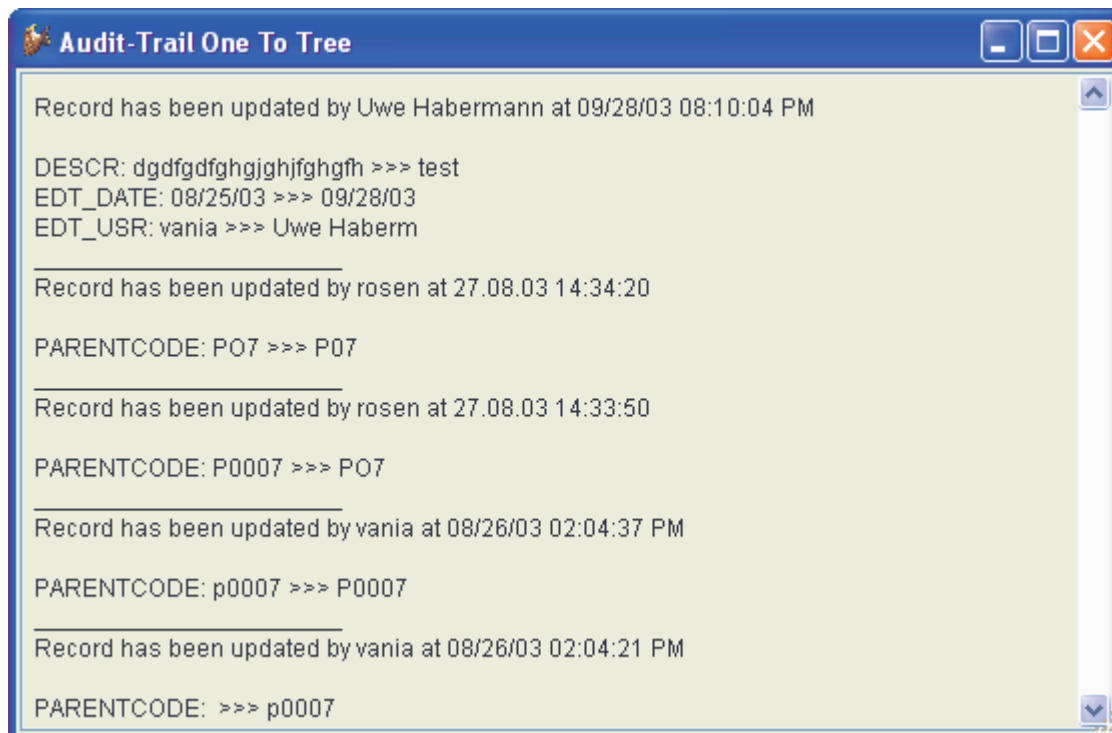 Audit-Trail One To Tree
Record has been updated by Uwe Habermann at 09/28/03 08:10:04 PM
DESCR: dgdfgdfghgjghjfghgfh >>> test
EDT_DATE: 08/25/03 >>> 09/28/03
EDT_USR: vania >>> Uwe Haberm
Record has been updated by rosen at 27.08.03 14:34:20
PARENTCODE: PO7 >>> P07
Record has been updated by rosen at 27.08.03 14:33:50
PARENTCODE: P0007 >>> PO7
Record has been updated by vania at 08/26/03 02:04:37 PM
PARENTCODE: p0007 >>> P0007
Record has been updated by vania at 08/26/03 02:04:21 PM
PARENTCODE: >>> p0007